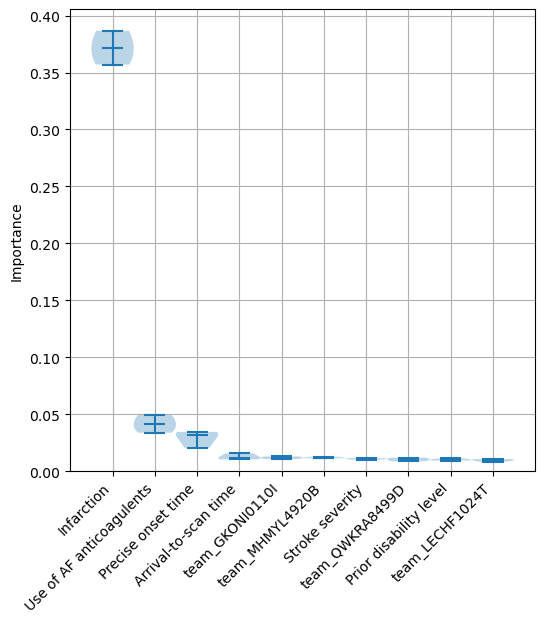 0.40
0.35
0.30
0.25
0.20
0.15
0.10
0.05
0.00
Importance
Infarction
Use of AF anticoagulents
Precise onset time
Arrival-to-scan time
team_GKONI0110I
team_MHMYL4920B
Stroke severity
team_QWKRA8499D
Prior disability level
team_LECHF1024T